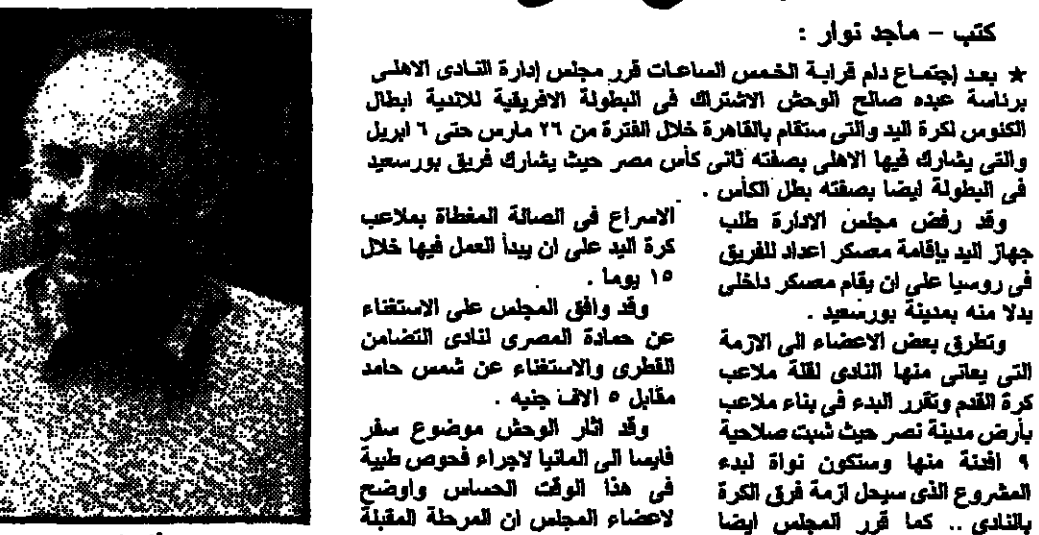 كتب – ماجد نوار :
★ بعد إجتماع دام قرابة الخمس الساعات قرر مجلس إدارة النادى الاهلى
برئاسة عبده صالح الوحش الاشتراك فى البطولة الافريقية للاندية ابطال
الكئوس لكرة اليد والتى ستقام بالقاهرة خلال الفترة من ٢٦ مارس حتى ٦ ابريل
والتى يشارك فيها الاهلى بصفته ثانى كأس مصر حيث يشارك فريق بورسعيد
فى البطولة ايضا بصفته بطل الكأس .
وقد رفض مجلس الادارة طلب
جهاز اليد بإقامة معسكر اعداد للفريق
فى روسيا على ان يقام معسكر داخلى
بدلا منه بمدينة بورسعيد .
وتطرق بعض الاعضاء الى الازمة
التى يعانى منها النادى لقلة ملاعب
كرة القدم وتقرر البدء فى بناء ملاعب
بأرض مدينة نصر حيث ثبت صلاحية
٩ افدنة منها وستكون نواة لبدء
المشروع الذى سيحل ازمة فرق الكرة
بالنادى .. كما قرر المجلس ايضا
الاسراع فى الصالة المغطاة بملاعب
كرة اليد على ان يبدأ العمل فيها خلال
١٥ يوما .
وقد وافق المجلس على الاستغناء
عن حمادة المصرى لنادى التضامن
القطرى والاستغناء عن شمس حامد
مقابل ٥ الاف جنيه .
وقد اثار الوحش موضوع سفر
فايسا الى المانيا لاجراء فحوص طبية
فى هذا الوقت الحساس واوضح
لاعضاء المجلس ان المرحلة المقبلة